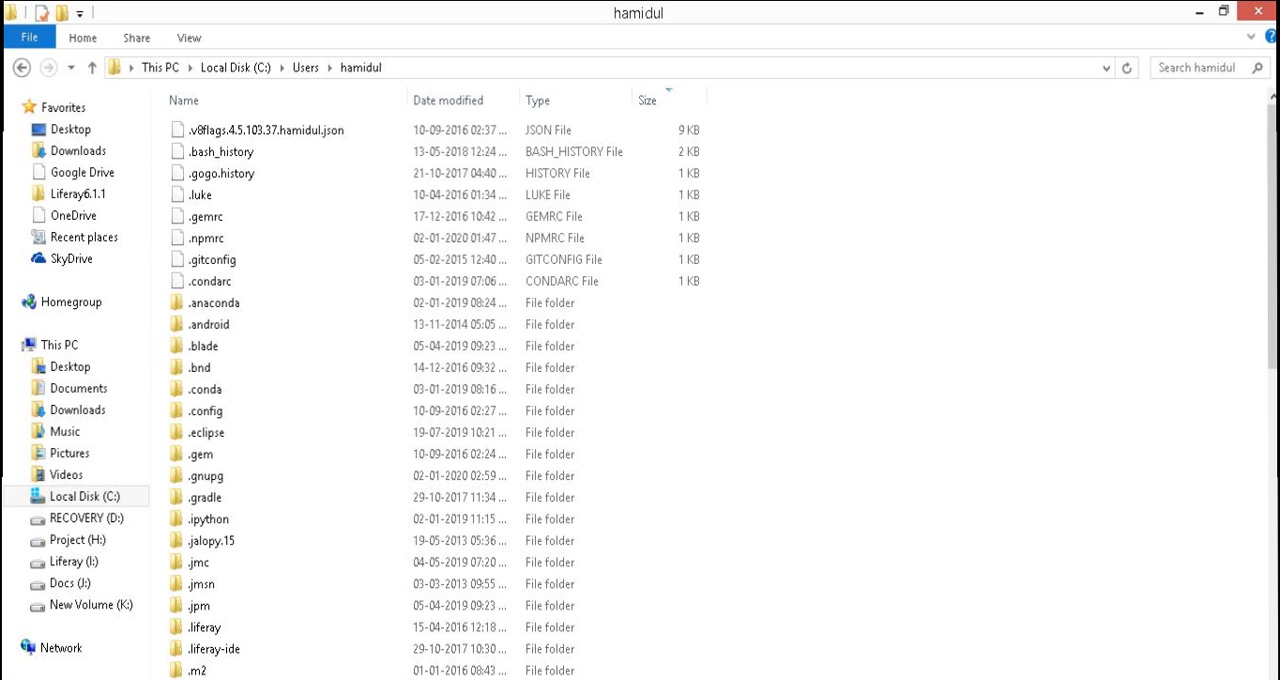 hamidul
File Home Share View
This PC Local Disk (C:) Users hamidul Search hamidul
Favorites
Desktop
Downloads
Google Drive
Liferay6.1.1
OneDrive
Recent places
SkyDrive
Homegroup
This PC
Desktop
Documents
Downloads
Music
Pictures
Videos
Local Disk (C:)
RECOVERY (D:)
Project (H:)
Liferay (I:)
Docs (J:)
New Volume (K:)
Network
Name Date modified Type Size
.v8flags.4.5.103.37.hamidul.json 10-09-2016 02:37 ... JSON File 9 KB
.bash_history 13-05-2018 12:24 ... BASH_HISTORY File 2 KB
.gogo.history 21-10-2017 04:40 ... HISTORY File 1 KB
.luke 10-04-2016 01:34 ... LUKE File 1 KB
.gemrc 17-12-2016 10:42 ... GEMRC File 1 KB
.npmrc 02-01-2020 01:47 ... NPMRC File 1 KB
.gitconfig 05-02-2015 12:40 ... GITCONFIG File 1 KB
.condarc 03-01-2019 07:06 ... CONDARC File 1 KB
.anaconda 02-01-2019 08:24 ... File folder
.android 13-11-2014 05:05 ... File folder
.blade 05-04-2019 09:23 ... File folder
.bnd 14-12-2016 09:32 ... File folder
.conda 03-01-2019 08:16 ... File folder
.config 10-09-2016 02:27 ... File folder
.eclipse 19-07-2019 10:21 ... File folder
.gem 10-09-2016 02:24 ... File folder
.gnupg 02-01-2020 02:59 ... File folder
.gradle 29-10-2017 11:34 ... File folder
.ipython 02-01-2019 11:15 ... File folder
.jalopy.15 19-05-2013 05:36 ... File folder
.jmc 04-05-2019 07:20 ... File folder
.jmsn 03-03-2013 09:55 ... File folder
.jpm 05-04-2019 09:23 ... File folder
.liferay 15-04-2016 12:18 ... File folder
.liferay-ide 29-10-2017 10:30 ... File folder
.m2 01-01-2016 08:43 ... File folder